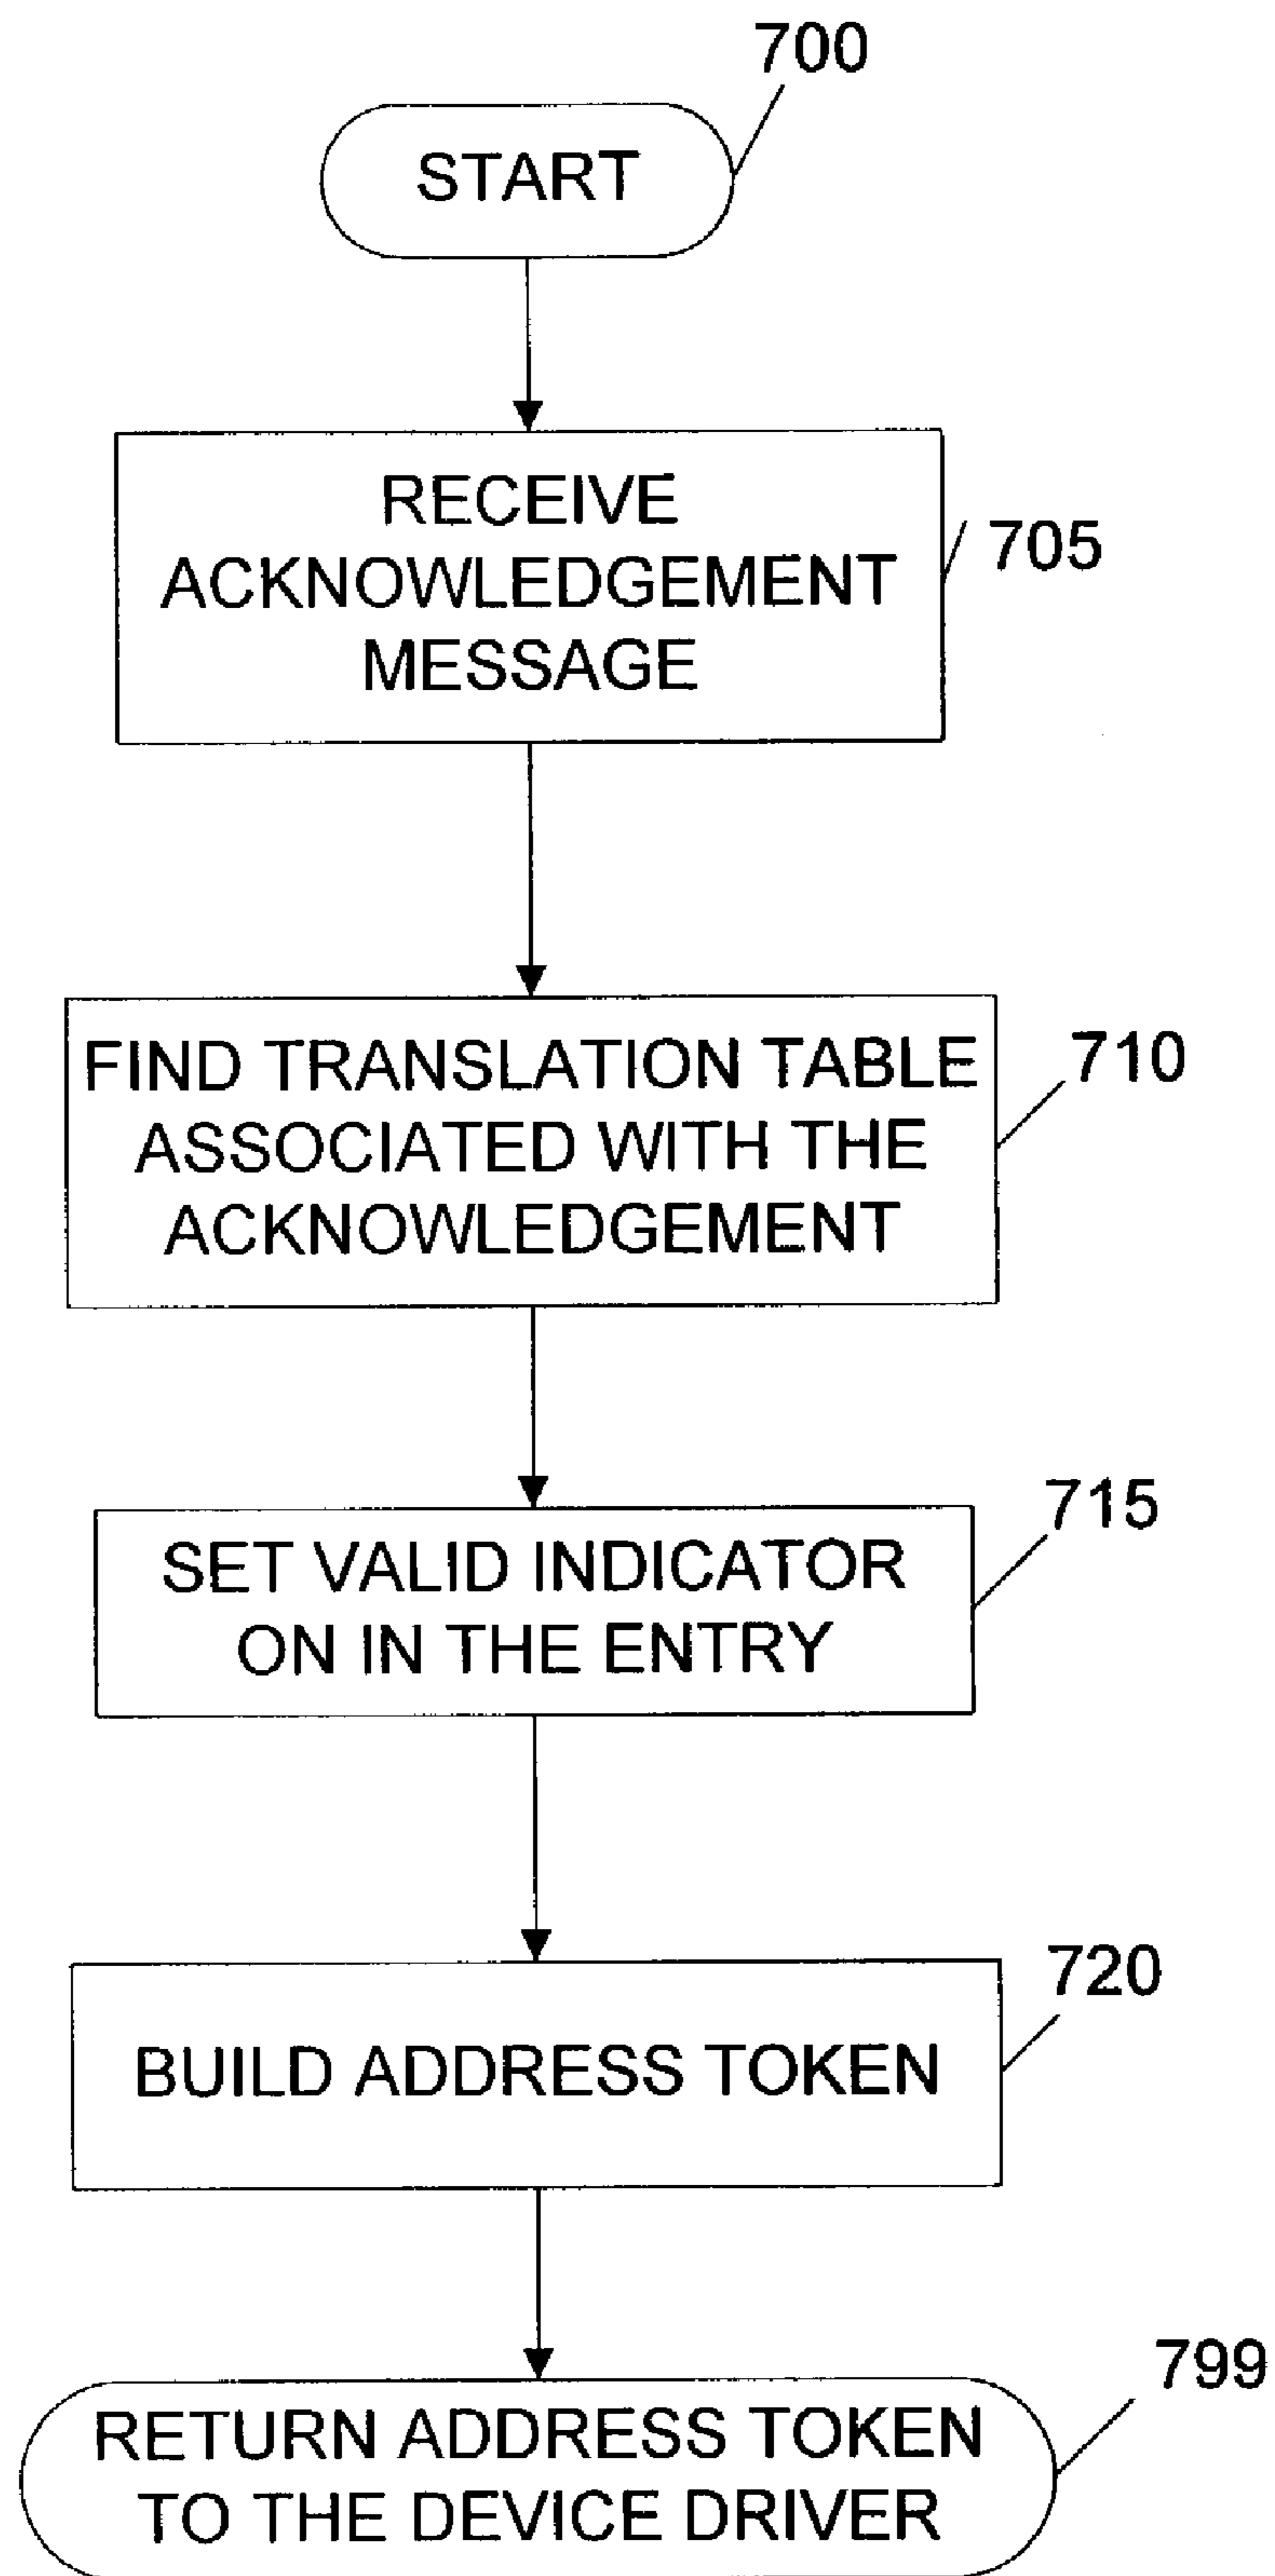 700
START
RECEIVE
ACKNOWLEDGEMENT
MESSAGE
705
FIND TRANSLATION TABLE
ASSOCIATED WITH THE
ACKNOWLEDGEMENT
710
SET VALID INDICATOR
ON IN THE ENTRY
715
BUILD ADDRESS TOKEN
720
RETURN ADDRESS TOKEN
TO THE DEVICE DRIVER
799